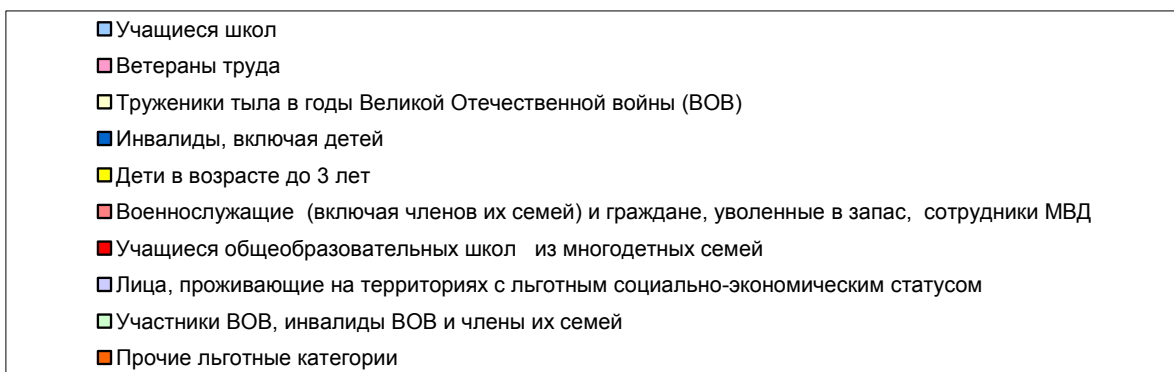 Учащиеся школ
Ветераны труда
Труженики тыла в годы Великой Отечественной войны (ВОВ)
Инвалиды, включая детей
Дети в возрасте до 3 лет
Военнослужащие (включая членов их семей) и граждане, уволенные в запас, сотрудники МВД
Учащиеся общеобразовательных школ из многодетных семей
Лица, проживающие на территориях с льготным социально-экономическим статусом
Участники ВОВ, инвалиды ВОВ и члены их семей
Прочие льготные категории